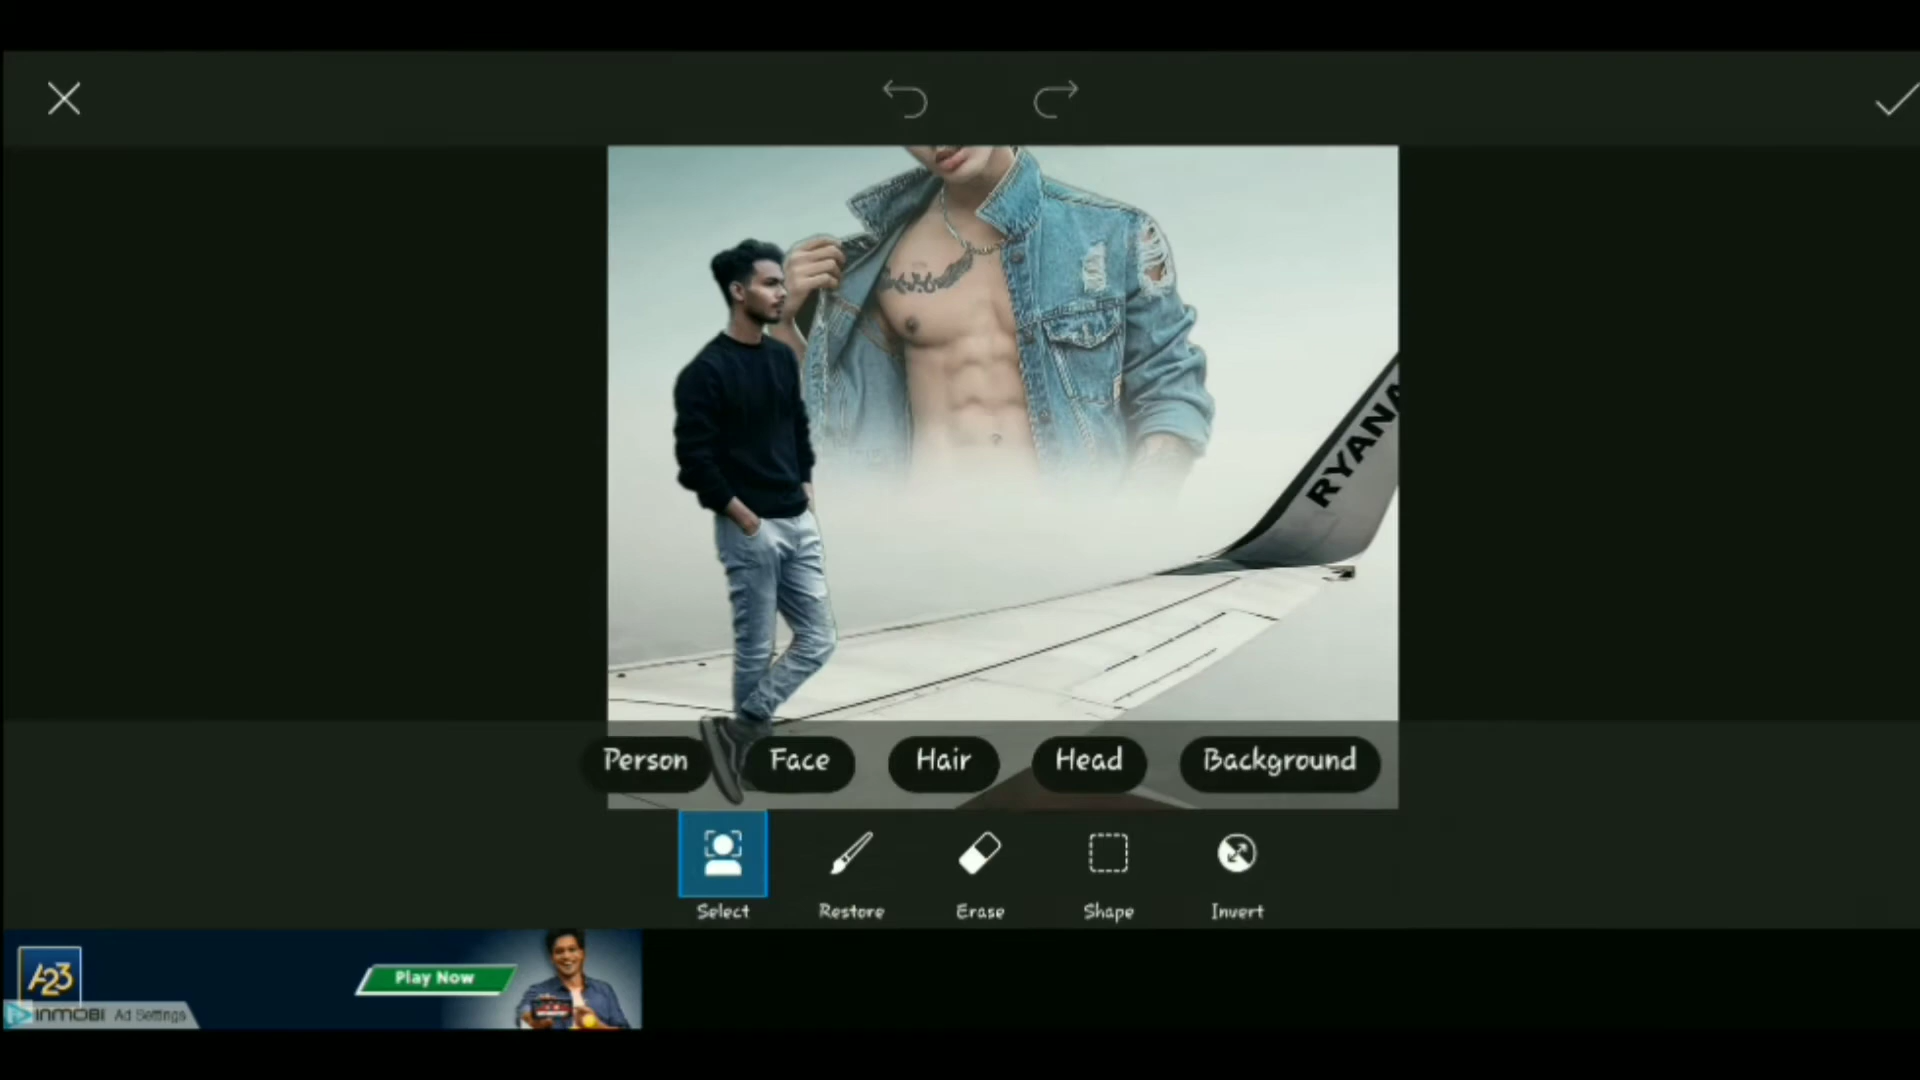 RYANA
Person
Face
Hair
Head
Background
Select
Restore
Erase
Shape
Invert
A23
Play Now
INMOBI Ad Settings